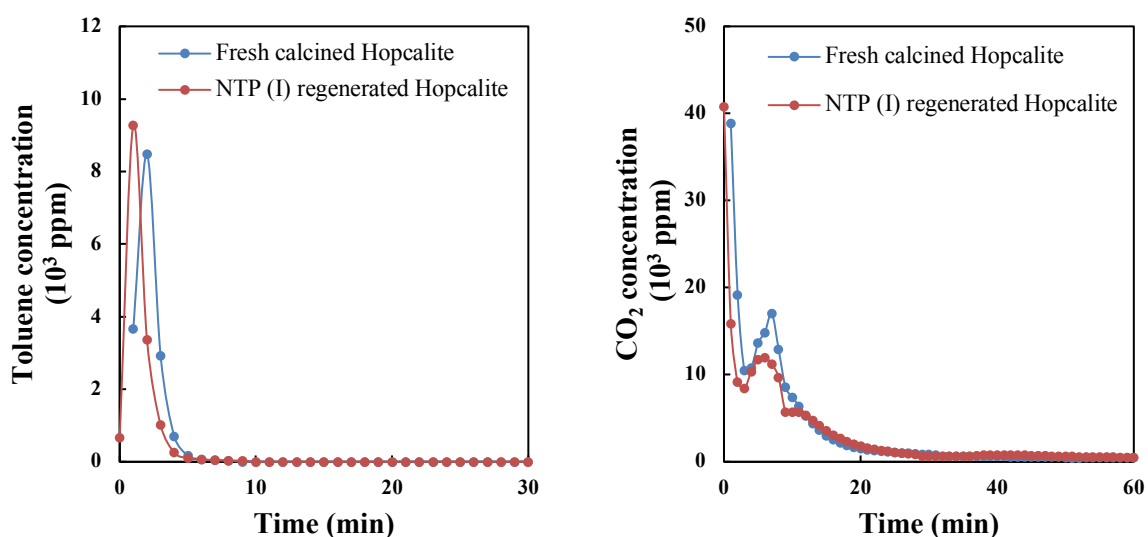 12
10
8
6
4
2
0
0
10
20
30
Toluene concentration
(10³ ppm)
Time (min)
Fresh calcined Hopcalite
NTP (I) regenerated Hopcalite
50
40
30
20
10
0
0
20
40
60
CO₂ concentration
(10³ ppm)
Time (min)
Fresh calcined Hopcalite
NTP (I) regenerated Hopcalite